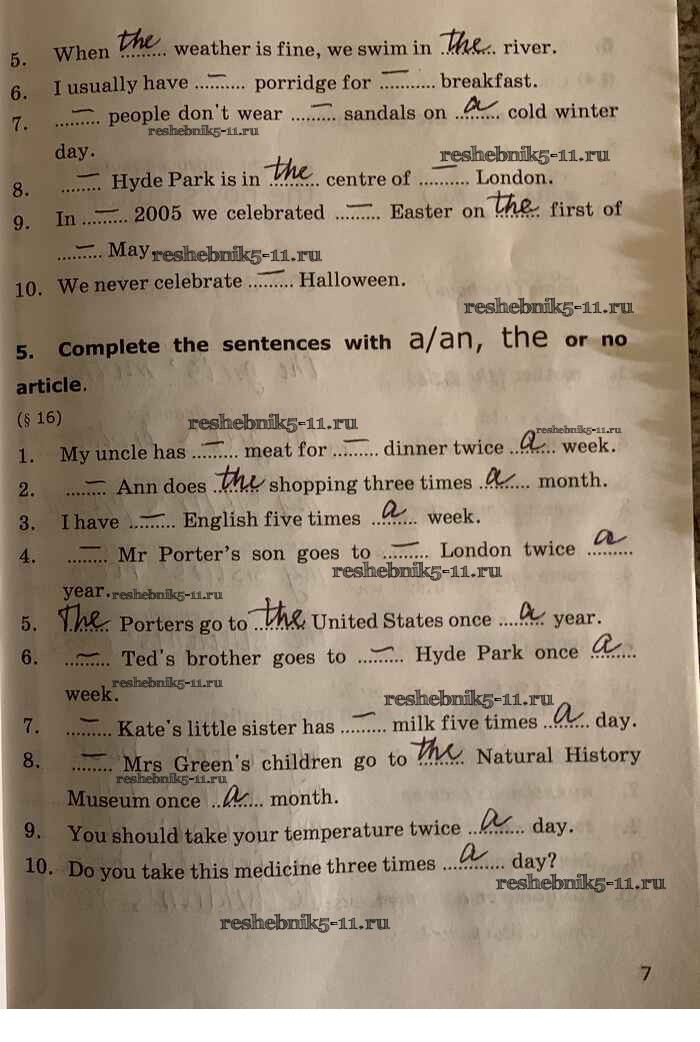 5. When ..the.. weather is fine, we swim in ..the.. river.
6. I usually have ....—.... porridge for ....—.... breakfast.
7. ....—.... people don't wear ....—.... sandals on ..a.. cold winter
reshebnik5-11.ru
day.
reshebnik5-11.ru
8. ....—.... Hyde Park is in ..the.. centre of ....—.... London.
9. In ....—.... 2005 we celebrated ....—.... Easter on ..the.. first of
....—.... May
reshebnik5-11.ru
10. We never celebrate ....—.... Halloween.
reshebnik5-11.ru
5. Complete the sentences with a/an, the or no
article.
(§ 16)
reshebnik5-11.ru
reshebnik5-11.ru
1. My uncle has ....—.... meat for ....—.... dinner twice ..a.. week.
2. ....—.... Ann does ..the.. shopping three times ..a.. month.
3. I have ....—.... English five times ..a.. week.
4. ....—.... Mr Porter's son goes to ....—.... London twice ..a..
reshebnik5-11.ru
year.
reshebnik5-11.ru
5. ..The.. Porters go to ..the.. United States once ..a.. year.
6. ....—.... Ted's brother goes to ....—.... Hyde Park once ..a..
reshebnik5-11.ru
week.
reshebnik5-11.ru
7. ....—.... Kate's little sister has ....—.... milk five times ..a.. day.
8. ....—.... Mrs Green's children go to ..the.. Natural History
reshebnik5-11.ru
Museum once ..a.. month.
9. You should take your temperature twice ..a.. day.
10. Do you take this medicine three times ..a.. day?
reshebnik5-11.ru
reshebnik5-11.ru
7